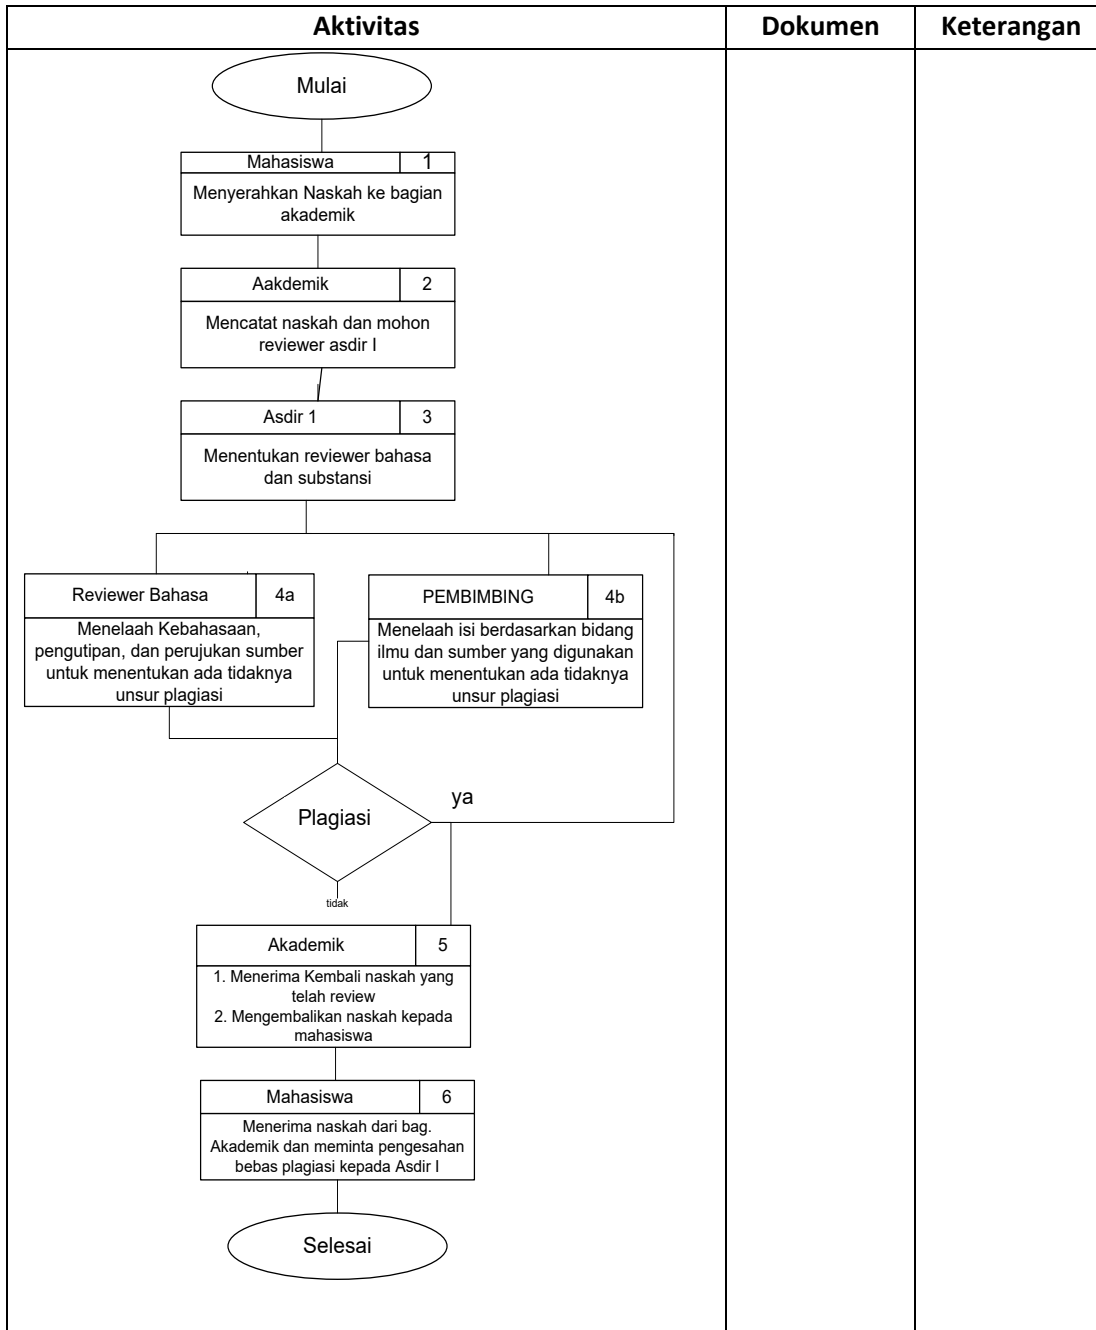 Aktivitas Dokumen Keterangan
Mulai
Mahasiswa 1
Menyerahkan Naskah ke bagian
akademik
Aakdemik 2
Mencatat naskah dan mohon
reviewer asdir I
Asdir 1 3
Menentukan reviewer bahasa
dan substansi
Reviewer Bahasa 4a
Menelaah Kebahasaan,
pengutipan, dan perujukan sumber
untuk menentukan ada tidaknya
unsur plagiasi
PEMBIMBING 4b
Menelaah isi berdasarkan bidang
ilmu dan sumber yang digunakan
untuk menentukan ada tidaknya
unsur plagiasi
Plagiasi
ya
tidak
Akademik 5
1. Menerima Kembali naskah yang
telah review
2. Mengembalikan naskah kepada
mahasiswa
Mahasiswa 6
Menerima naskah dari bag.
Akademik dan meminta pengesahan
bebas plagiasi kepada Asdir I
Selesai